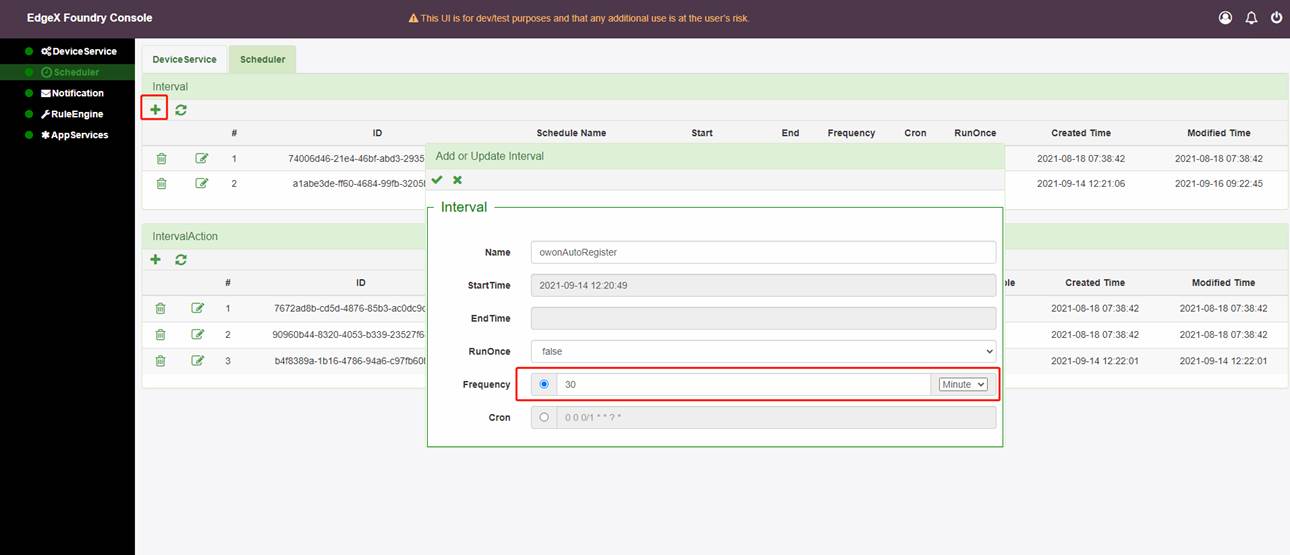 EdgeX Foundry Console
This UI is for dev/test purposes and that any additional use is at the user's risk.
DeviceService
Scheduler
Notification
RuleEngine
AppServices
DeviceService Scheduler
Interval
# ID Schedule Name Start End Frequency Cron RunOnce Created Time Modified Time
1 74006d46-21e4-46bf-abd3-2935 2021-08-18 07:38:42 2021-08-18 07:38:42
2 a1abe3de-ff60-4684-99fb-3205 2021-09-14 12:21:06 2021-09-16 09:22:45
IntervalAction
# ID Created Time Modified Time
1 7672ad8b-cd5d-4876-85b3-ac0dc9c 2021-08-18 07:38:42 2021-08-18 07:38:42
2 90960b44-8320-4053-b339-23527f6 2021-08-18 07:38:42 2021-08-18 07:38:42
3 b4f8389a-1b16-4786-94a6-c97fb60 2021-09-14 12:22:01 2021-09-14 12:22:01
Add or Update Interval
Interval
Name owonAutoRegister
StartTime 2021-09-14 12:20:49
EndTime
RunOnce false
Frequency 30 Minute
Cron 0 0 0/1 * * ? *